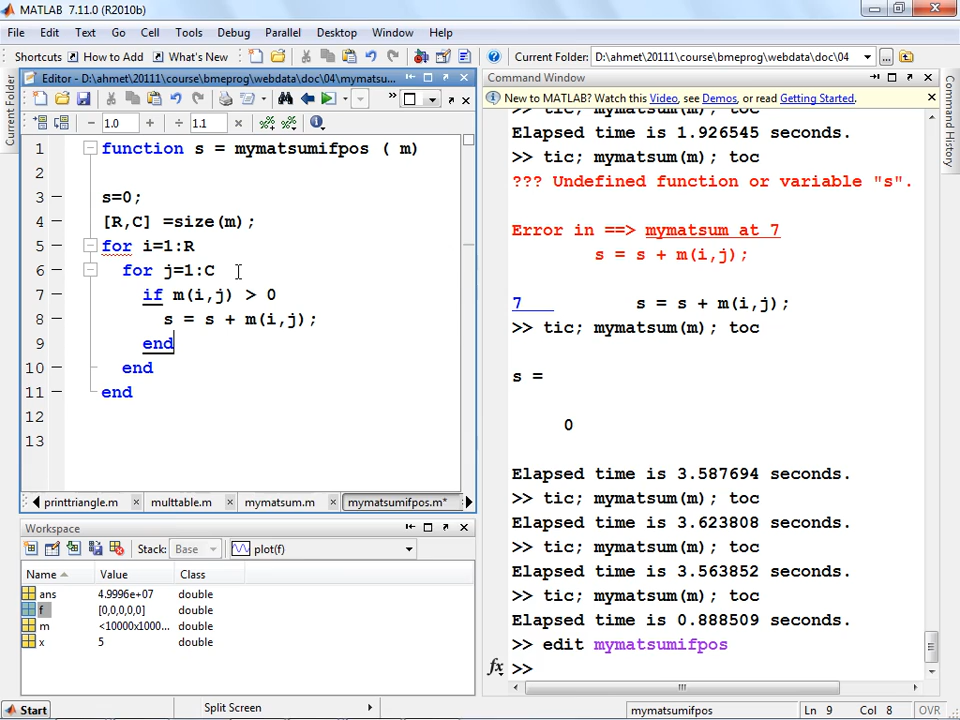 MATLAB 7.11.0 (R2010b)
File Edit Text Go Cell Tools Debug Parallel Desktop Window Help
Shortcuts How to Add What's New Current Folder: D:\ahmet\20111\course\bmeprog\webdata\doc\04
Current Folder
Editor - D:\ahmet\20111\course\bmeprog\webdata\doc\04\mymatsu...
1.0 1.1
1 function s = mymatsumifpos ( m)
2
3 s=0;
4 [R,C] =size(m);
5 for i=1:R
6 for j=1:C
7 if m(i,j) > 0
8 s = s + m(i,j);
9 end
10 end
11 end
12
13
printtriangle.m multtable.m mymatsum.m mymatsumifpos.m*
Workspace
Stack: Base plot(f)
Name Value Class
ans 4.9996e+07 double
f [0,0,0,0,0] double
m <10000x1000... double
x 5 double
Command Window
New to MATLAB? Watch this Video, see Demos, or read Getting Started.
>> tic; mymatsum(m); toc
Elapsed time is 1.926545 seconds.
>> tic; mymatsum(m); toc
??? Undefined function or variable "s".
Error in ==> mymatsum at 7
s = s + m(i,j);
7 s = s + m(i,j);
>> tic; mymatsum(m); toc
s =
0
Elapsed time is 3.587694 seconds.
>> tic; mymatsum(m); toc
Elapsed time is 3.623808 seconds.
>> tic; mymatsum(m); toc
Elapsed time is 3.563852 seconds.
>> tic; mymatsum(m); toc
Elapsed time is 0.888509 seconds.
>> edit mymatsumifpos
fx >>
Command History
Start Split Screen mymatsumifpos Ln 9 Col 8 OVR